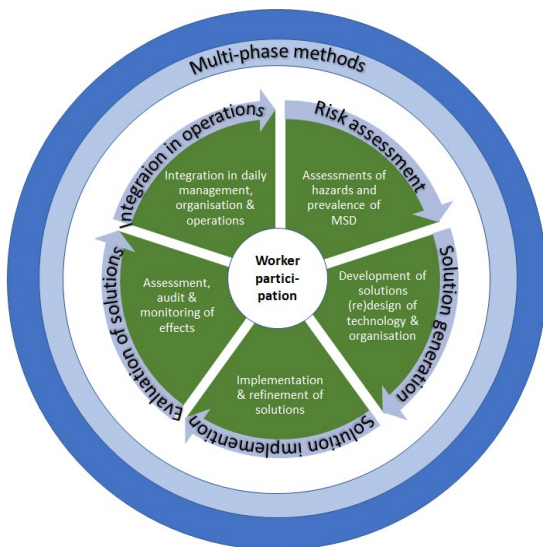 Multi-phase methods
Risk assessment
Assessments of
hazards and
prevalence of
MSD
Solution generation
Development of
solutions
(re)design of
technology &
organisation
Solution implemention
Implementation
& refinement of
solutions
Evaluation of solutions
Assessment,
audit &
monitoring of
effects
Integraion in operations
Integration in daily
management,
organisation &
operations
Worker
partici-
pation